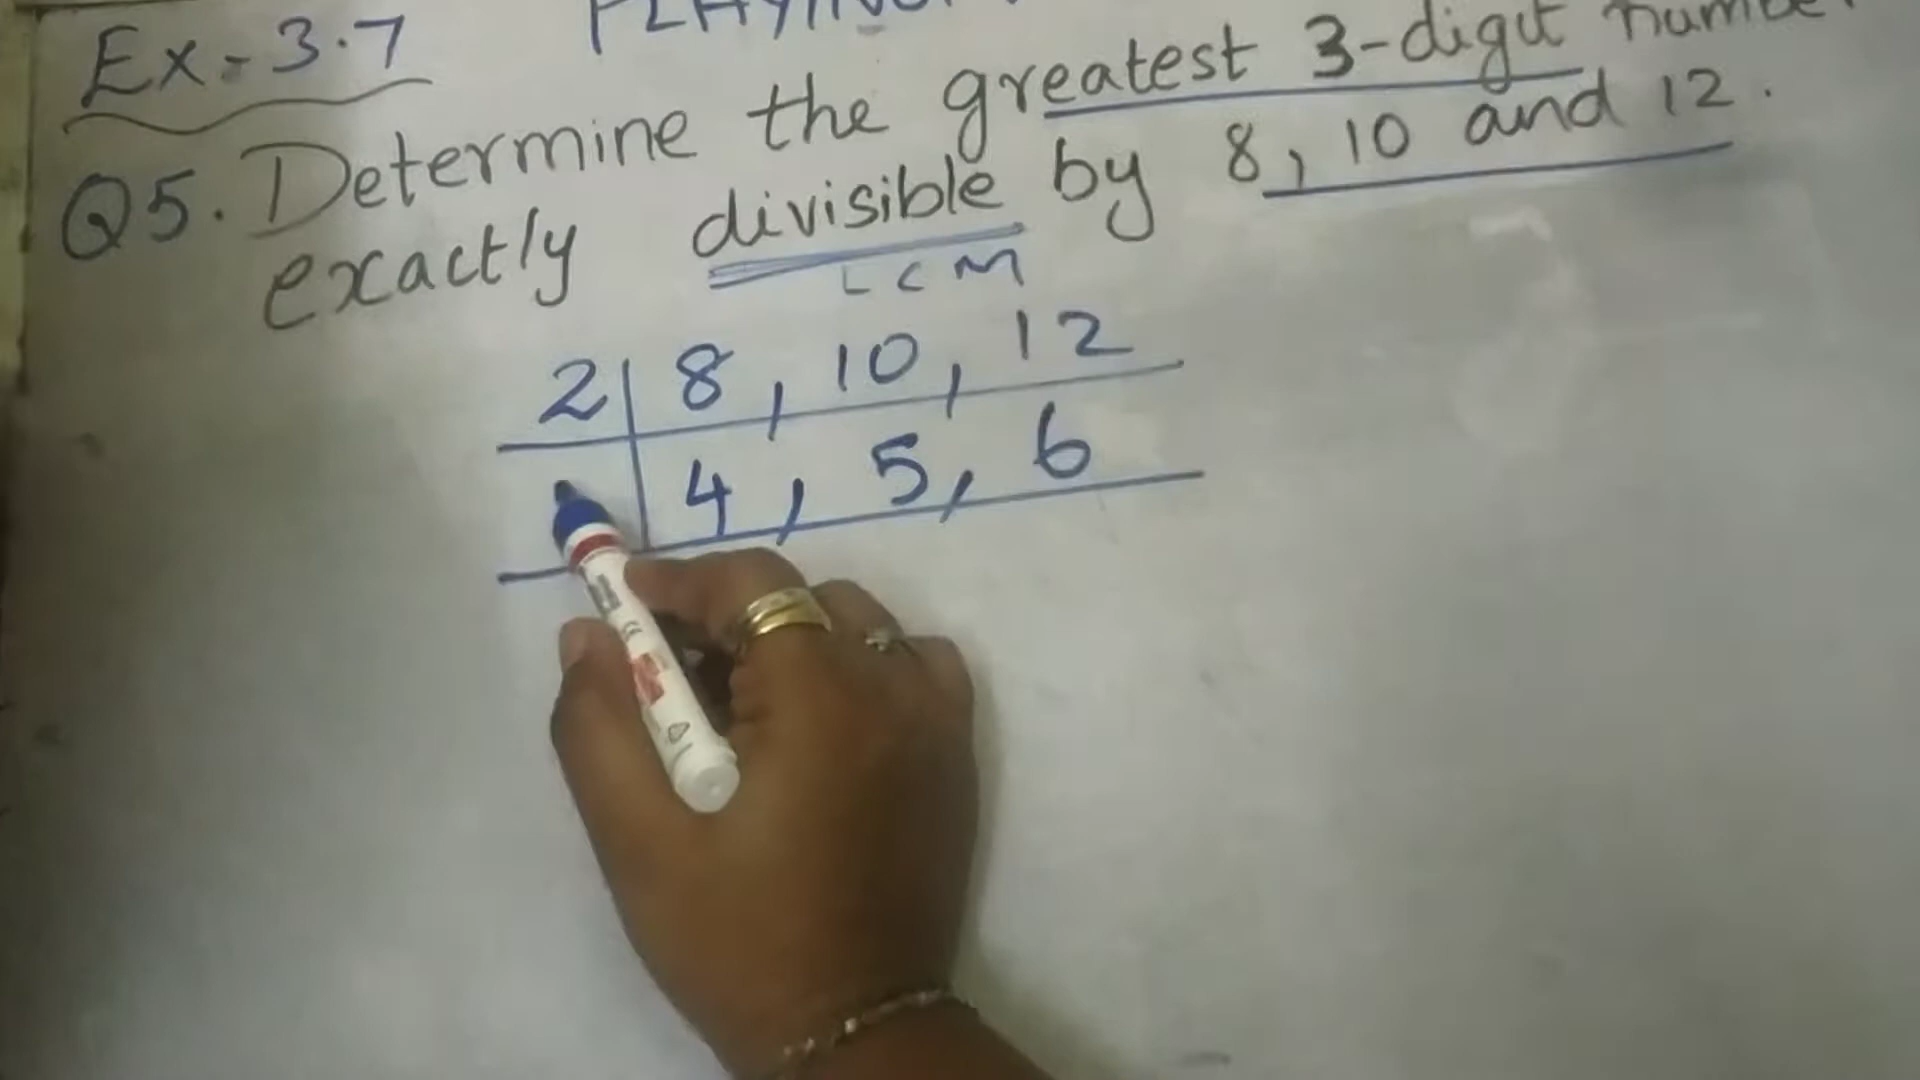 Ex-3.7
Q5. Determine the greatest 3-digit number
exactly divisible by 8, 10 and 12.
LCM
2 8, 10, 12
4, 5, 6